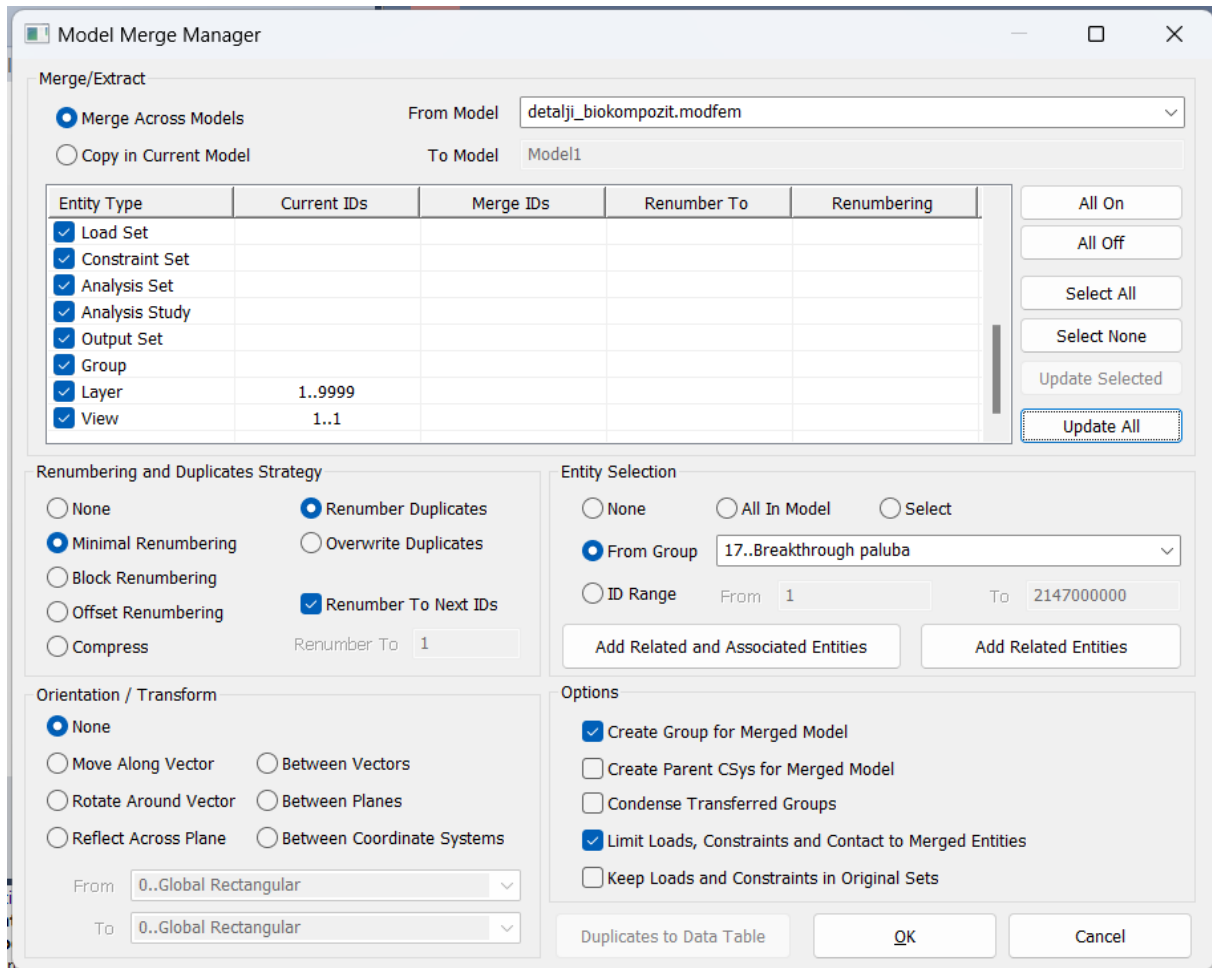 Model Merge Manager
Merge/Extract
Merge Across Models
From Model
detalji_biokompozit.modfem
Copy in Current Model
To Model
Model1
Entity Type Current IDs Merge IDs Renumber To Renumbering
Load Set
Constraint Set
Analysis Set
Analysis Study
Output Set
Group
Layer 1..9999
View 1..1
All On
All Off
Select All
Select None
Update Selected
Update All
Renumbering and Duplicates Strategy
None
Renumber Duplicates
Minimal Renumbering
Overwrite Duplicates
Block Renumbering
Offset Renumbering
Renumber To Next IDs
Compress
Renumber To 1
Entity Selection
None
All In Model
Select
From Group
17..Breakthrough paluba
ID Range
From 1
To 2147000000
Add Related and Associated Entities
Add Related Entities
Orientation / Transform
None
Move Along Vector
Between Vectors
Rotate Around Vector
Between Planes
Reflect Across Plane
Between Coordinate Systems
From 0..Global Rectangular
To 0..Global Rectangular
Options
Create Group for Merged Model
Create Parent CSys for Merged Model
Condense Transferred Groups
Limit Loads, Constraints and Contact to Merged Entities
Keep Loads and Constraints in Original Sets
Duplicates to Data Table
OK
Cancel